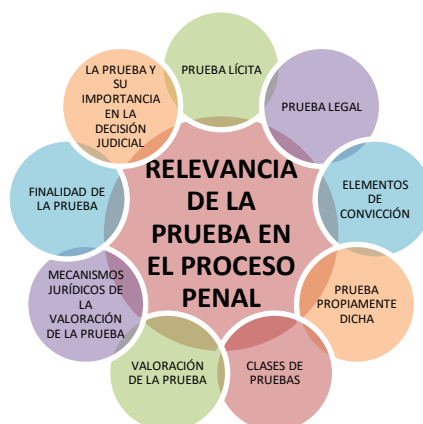 PRUEBA LÍCITA
PRUEBA LEGAL
ELEMENTOS
DE
CONVICCIÓN
PRUEBA
PROPIAMENTE
DICHA
CLASES DE
PRUEBAS
VALORACIÓN
DE LA PRUEBA
MECANISMOS
JURÍDICOS DE
LA
VALORACIÓN
DE LA PRUEBA
FINALIDAD DE
LA PRUEBA
LA PRUEBA Y
SU
IMPORTANCIA
EN LA
DECISIÓN
JUDICIAL
RELEVANCIA
DE LA
PRUEBA EN
EL PROCESO
PENAL